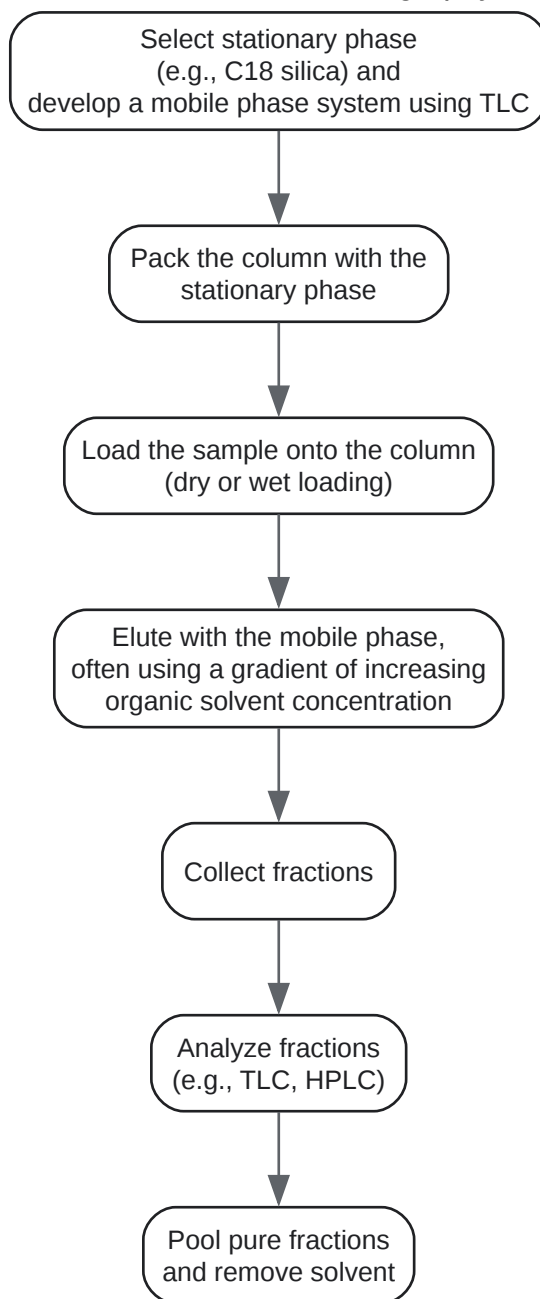 Select stationary phase
(e.g., C18 silica) and
develop a mobile phase system using TLC
Pack the column with the
stationary phase
Load the sample onto the column
(dry or wet loading)
Elute with the mobile phase,
often using a gradient of increasing
organic solvent concentration
Collect fractions
Analyze fractions
(e.g., TLC, HPLC)
Pool pure fractions
and remove solvent